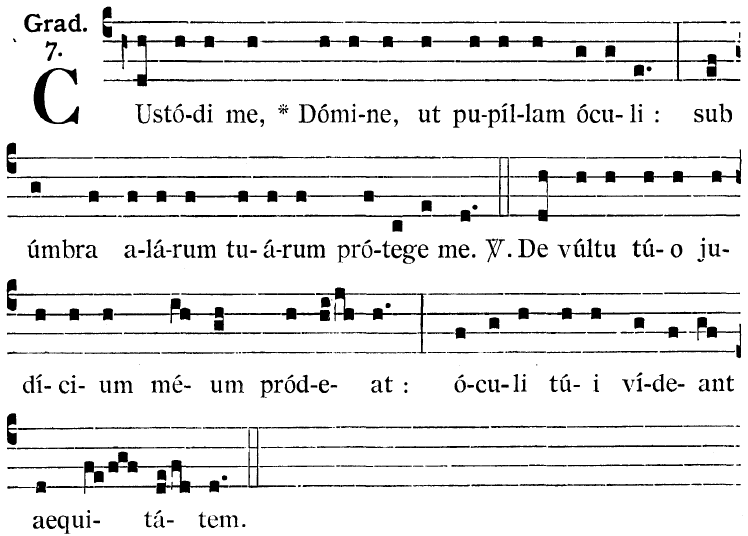 Grad.
7.
CUstó-di me, * Dómi-ne, ut pu-píl-lam ócu-li : sub
úmbra a-lá-rum tu-á-rum pró-tege me. ℣. De vúltu tú-o ju-
dí-ci-um mé-um pród-e-at : ó-cu-li tú-i ví-de-ant
aequi-tá-tem.